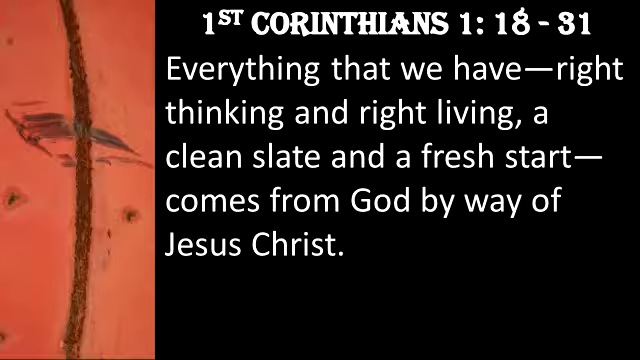 1ST CORINTHIANS 1: 18 - 31
Everything that we have—right
thinking and right living, a
clean slate and a fresh start—
comes from God by way of
Jesus Christ.